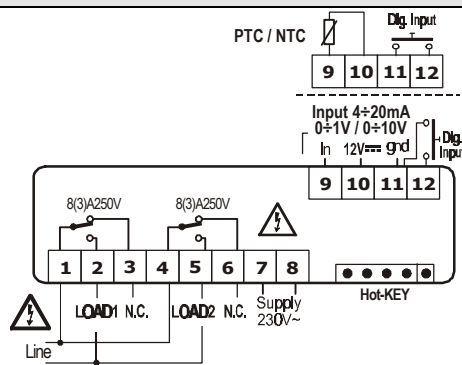 Dig. Input
PTC / NTC
9 10 11 12
Input 4÷20mA
0÷1V / 0÷10V
In 12V gnd
Dig.
Input
9 10 11 12
8(3)A250V 8(3)A250V
1 2 3 4 5 6 7 8
Hot-KEY
LOAD1 N.C. LOAD2 N.C. Supply
230V~
Line